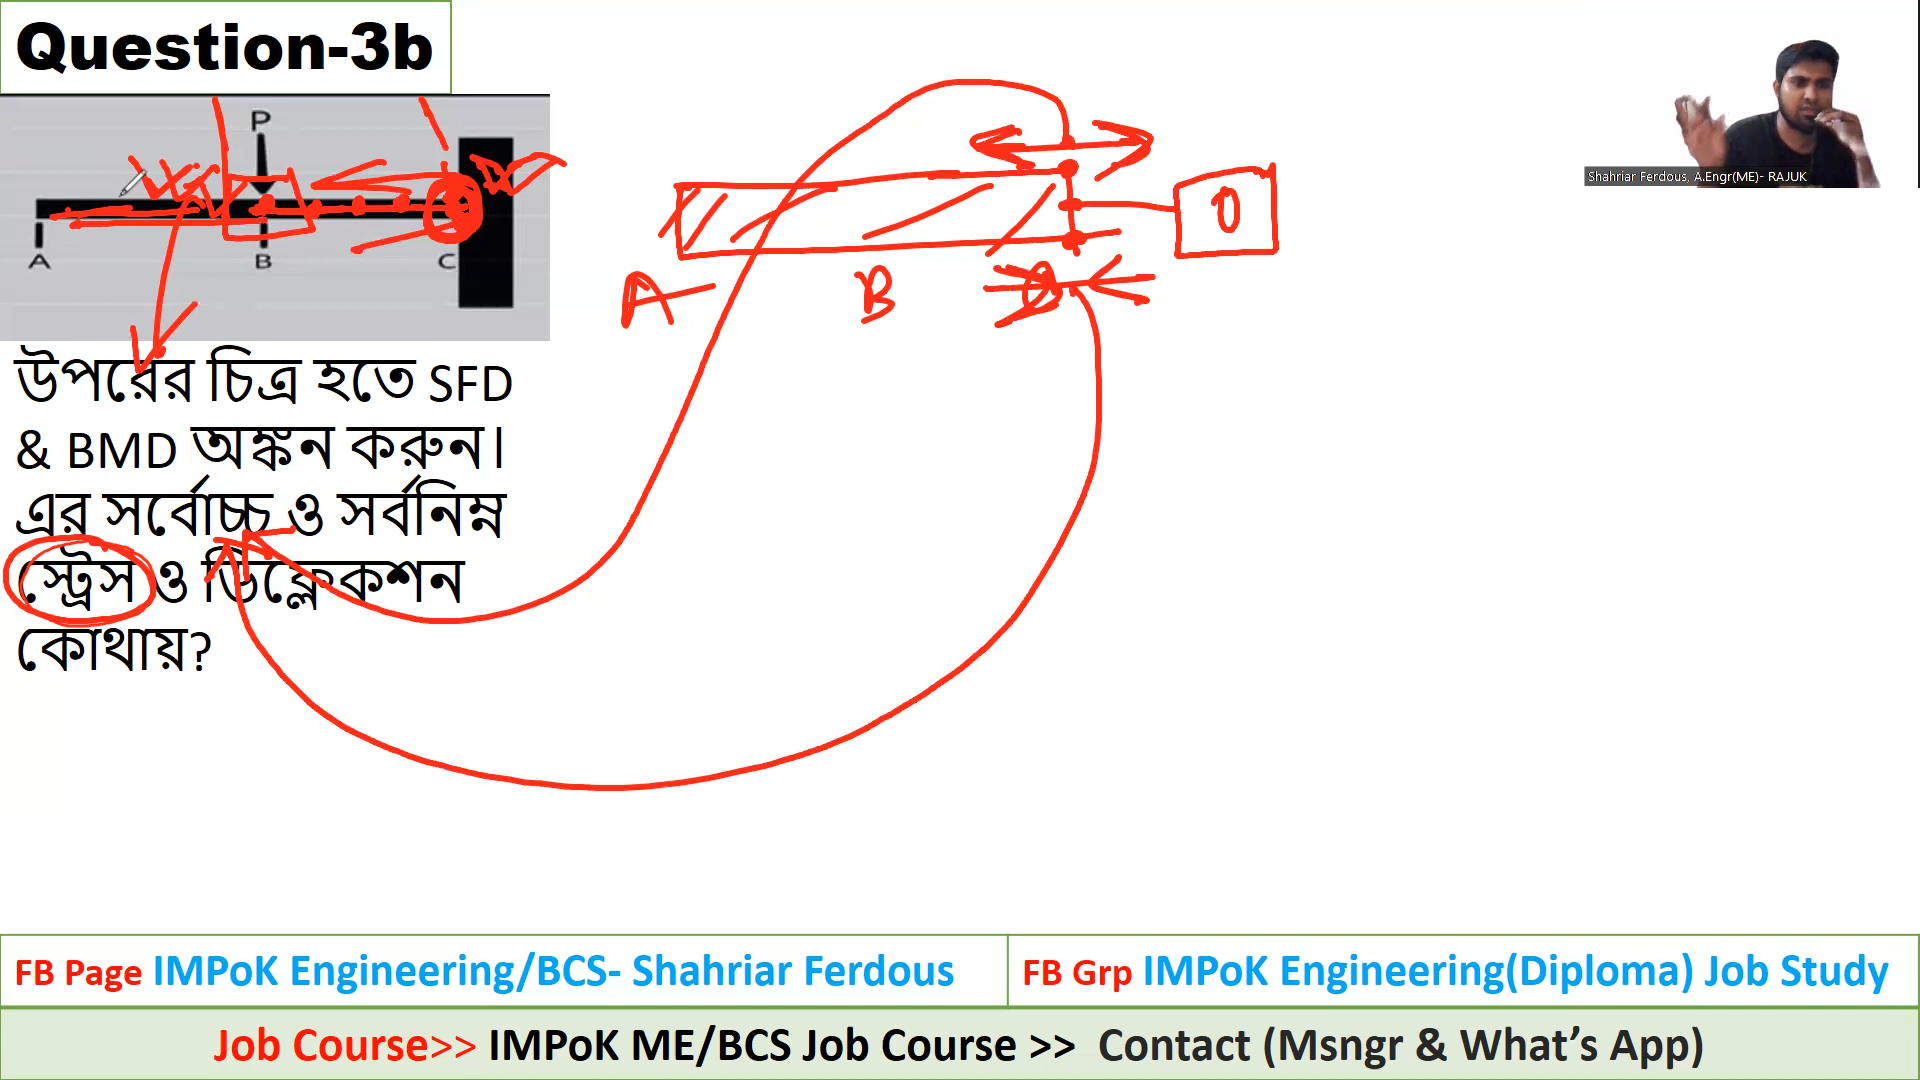 Question-3b
P
A B C
Shahriar Ferdous, A.Engr(ME)- RAJUK
0
A B
উপরের চিত্র হতে SFD
& BMD অঙ্কন করুন।
এর সর্বোচ্চ ও সর্বনিম্ন
স্ট্রেস ও ডিফ্লেকশন
কোথায়?
FB Page IMPoK Engineering/BCS- Shahriar Ferdous
FB Grp IMPoK Engineering(Diploma) Job Study
Job Course>> IMPoK ME/BCS Job Course >> Contact (Msngr & What’s App)